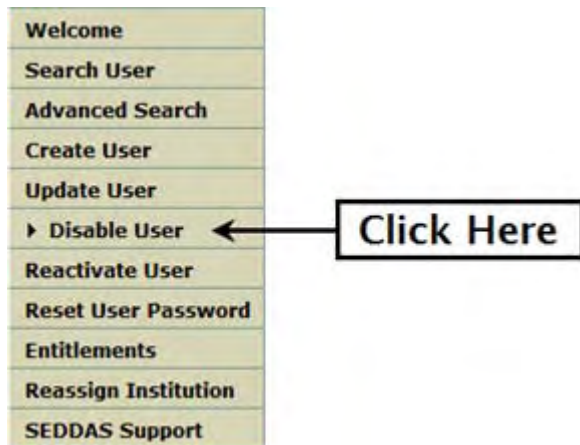 Welcome
Search User
Advanced Search
Create User
Update User
Disable User
Click Here
Reactivate User
Reset User Password
Entitlements
Reassign Institution
SEDDAS Support